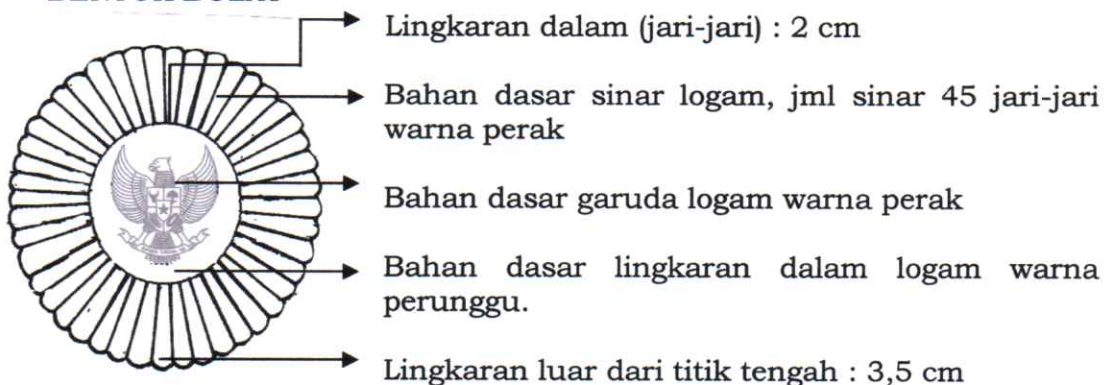 Lingkaran dalam (jari-jari) : 2 cm
Bahan dasar sinar logam, jml sinar 45 jari-jari
warna perak
Bahan dasar garuda logam warna perak
Bahan dasar lingkaran dalam logam warna
perunggu.
Lingkaran luar dari titik tengah : 3,5 cm